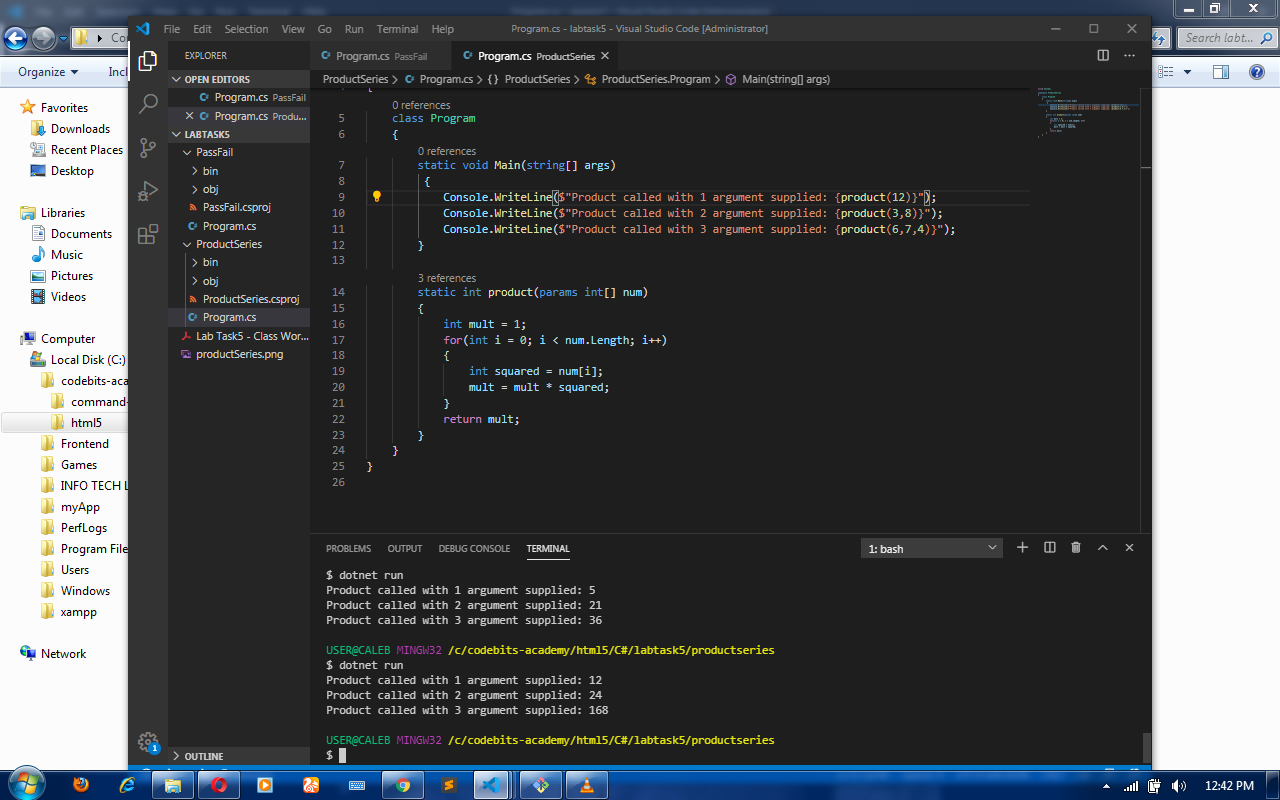 File Edit Selection View Go Run Terminal Help
Program.cs - labtask5 - Visual Studio Code [Administrator]
Search labt...
Organize
Favorites
Downloads
Recent Places
Desktop
Libraries
Documents
Music
Pictures
Videos
Computer
Local Disk (C:)
html5
Frontend
Games
INFO TECH L
myApp
PerfLogs
Program File
Users
Windows
xampp
Network
EXPLORER
OPEN EDITORS
Program.cs PassFail
Program.cs Produ...
LABTASK5
PassFail
bin
obj
PassFail.csproj
Program.cs
ProductSeries
bin
obj
ProductSeries.csproj
Program.cs
Lab Task5 - Class Wor...
productSeries.png
OUTLINE
1
Program.cs PassFail
Program.cs ProductSeries
ProductSeries > Program.cs > {} ProductSeries > ProductSeries.Program > Main(string[] args)
0 references
5 class Program
6 {
0 references
7 static void Main(string[] args)
8 {
9 Console.WriteLine($"Product called with 1 argument supplied: {product(12)}");
10 Console.WriteLine($"Product called with 2 argument supplied: {product(3,8)}");
11 Console.WriteLine($"Product called with 3 argument supplied: {product(6,7,4)}");
12 }
13
3 references
14 static int product(params int[] num)
15 {
16 int mult = 1;
17 for(int i = 0; i < num.Length; i++)
18 {
19 int squared = num[i];
20 mult = mult * squared;
21 }
22 return mult;
23 }
24 }
25 }
26
PROBLEMS OUTPUT DEBUG CONSOLE TERMINAL
1: bash
$ dotnet run
Product called with 1 argument supplied: 5
Product called with 2 argument supplied: 21
Product called with 3 argument supplied: 36
USER@CALEB MINGW32 /c/codebits-academy/html5/C#/labtask5/productseries
$ dotnet run
Product called with 1 argument supplied: 12
Product called with 2 argument supplied: 24
Product called with 3 argument supplied: 168
USER@CALEB MINGW32 /c/codebits-academy/html5/C#/labtask5/productseries
$
12:42 PM